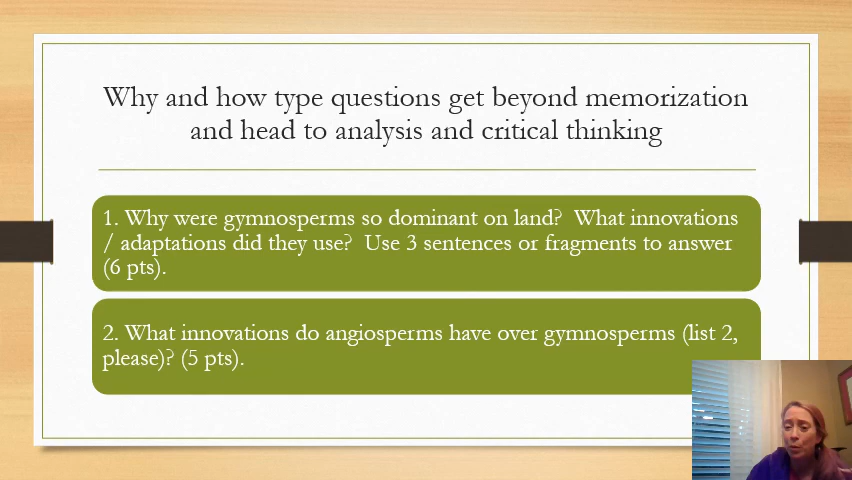 Why and how type questions get beyond memorization
and head to analysis and critical thinking
1. Why were gymnosperms so dominant on land?  What innovations
/ adaptations did they use?  Use 3 sentences or fragments to answer
(6 pts).
2. What innovations do angiosperms have over gymnosperms (list 2,
please)? (5 pts).